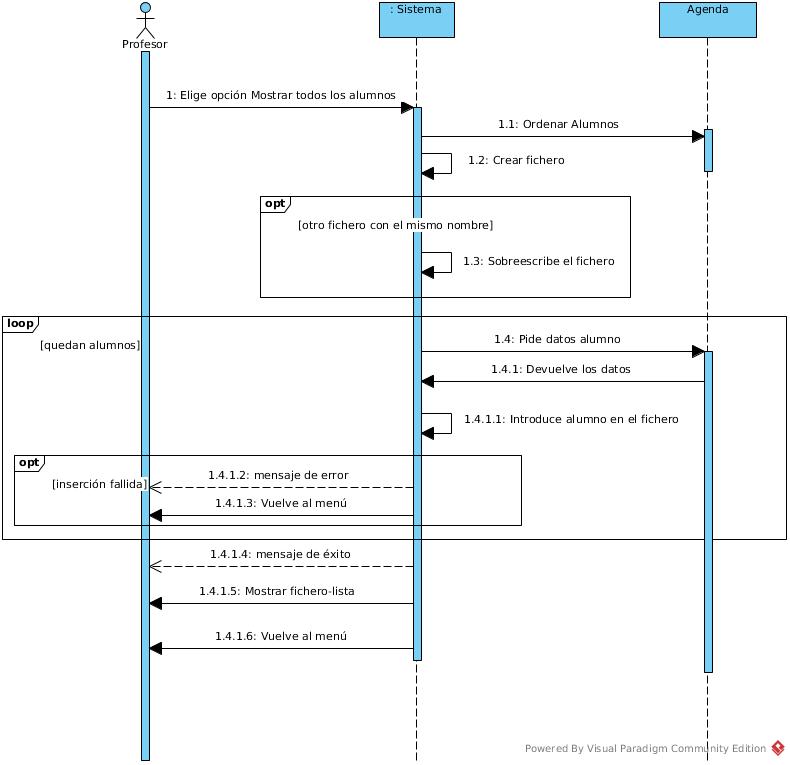 : Sistema
Agenda
Profesor
1: Elige opción Mostrar todos los alumnos
1.1: Ordenar Alumnos
1.2: Crear fichero
opt
[otro fichero con el mismo nombre]
1.3: Sobreescribe el fichero
loop
[quedan alumnos]
1.4: Pide datos alumno
1.4.1: Devuelve los datos
1.4.1.1: Introduce alumno en el fichero
opt
[inserción fallida]
1.4.1.2: mensaje de error
1.4.1.3: Vuelve al menú
1.4.1.4: mensaje de éxito
1.4.1.5: Mostrar fichero-lista
1.4.1.6: Vuelve al menú
Powered By Visual Paradigm Community Edition